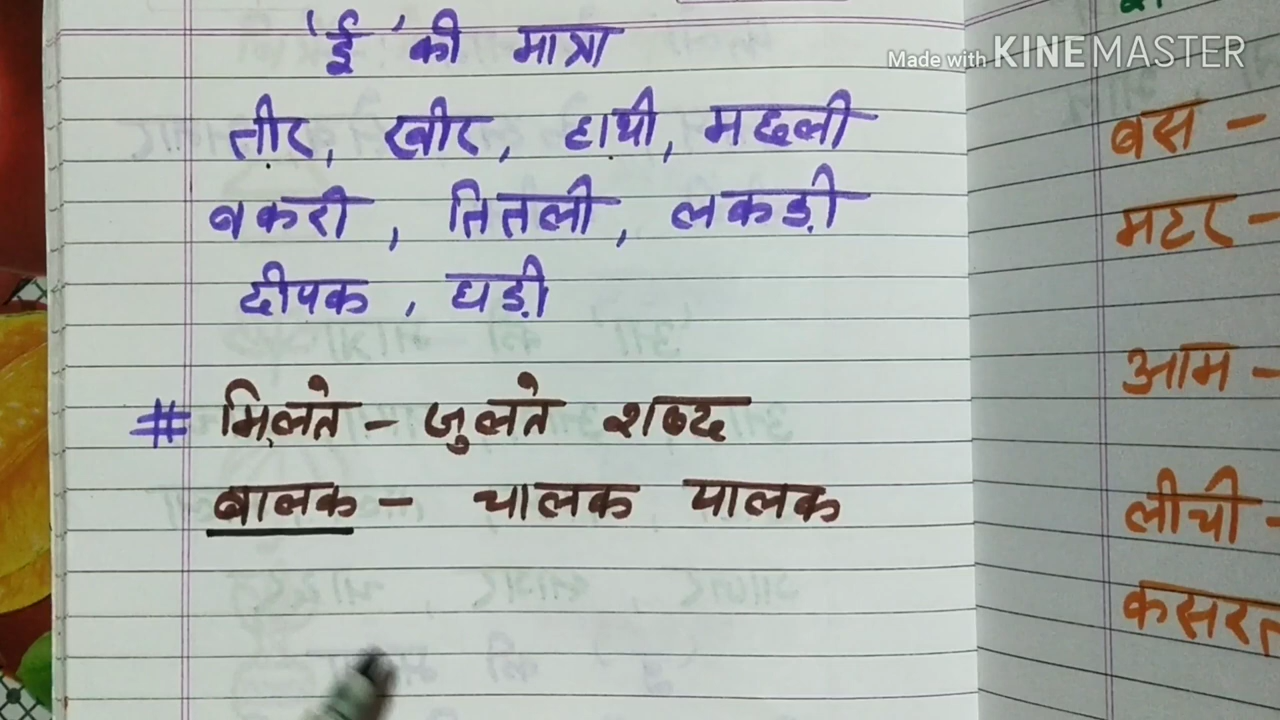 'ई' की मात्रा
तीर, खीर, हाथी, मछली
बकरी, तितली, लकड़ी
दीपक, घड़ी
# मिलते - जुलते शब्द
बालक - चालक पालक
Made with KINEMASTER
बस -
मटर -
आम -
लीची -
कसरत